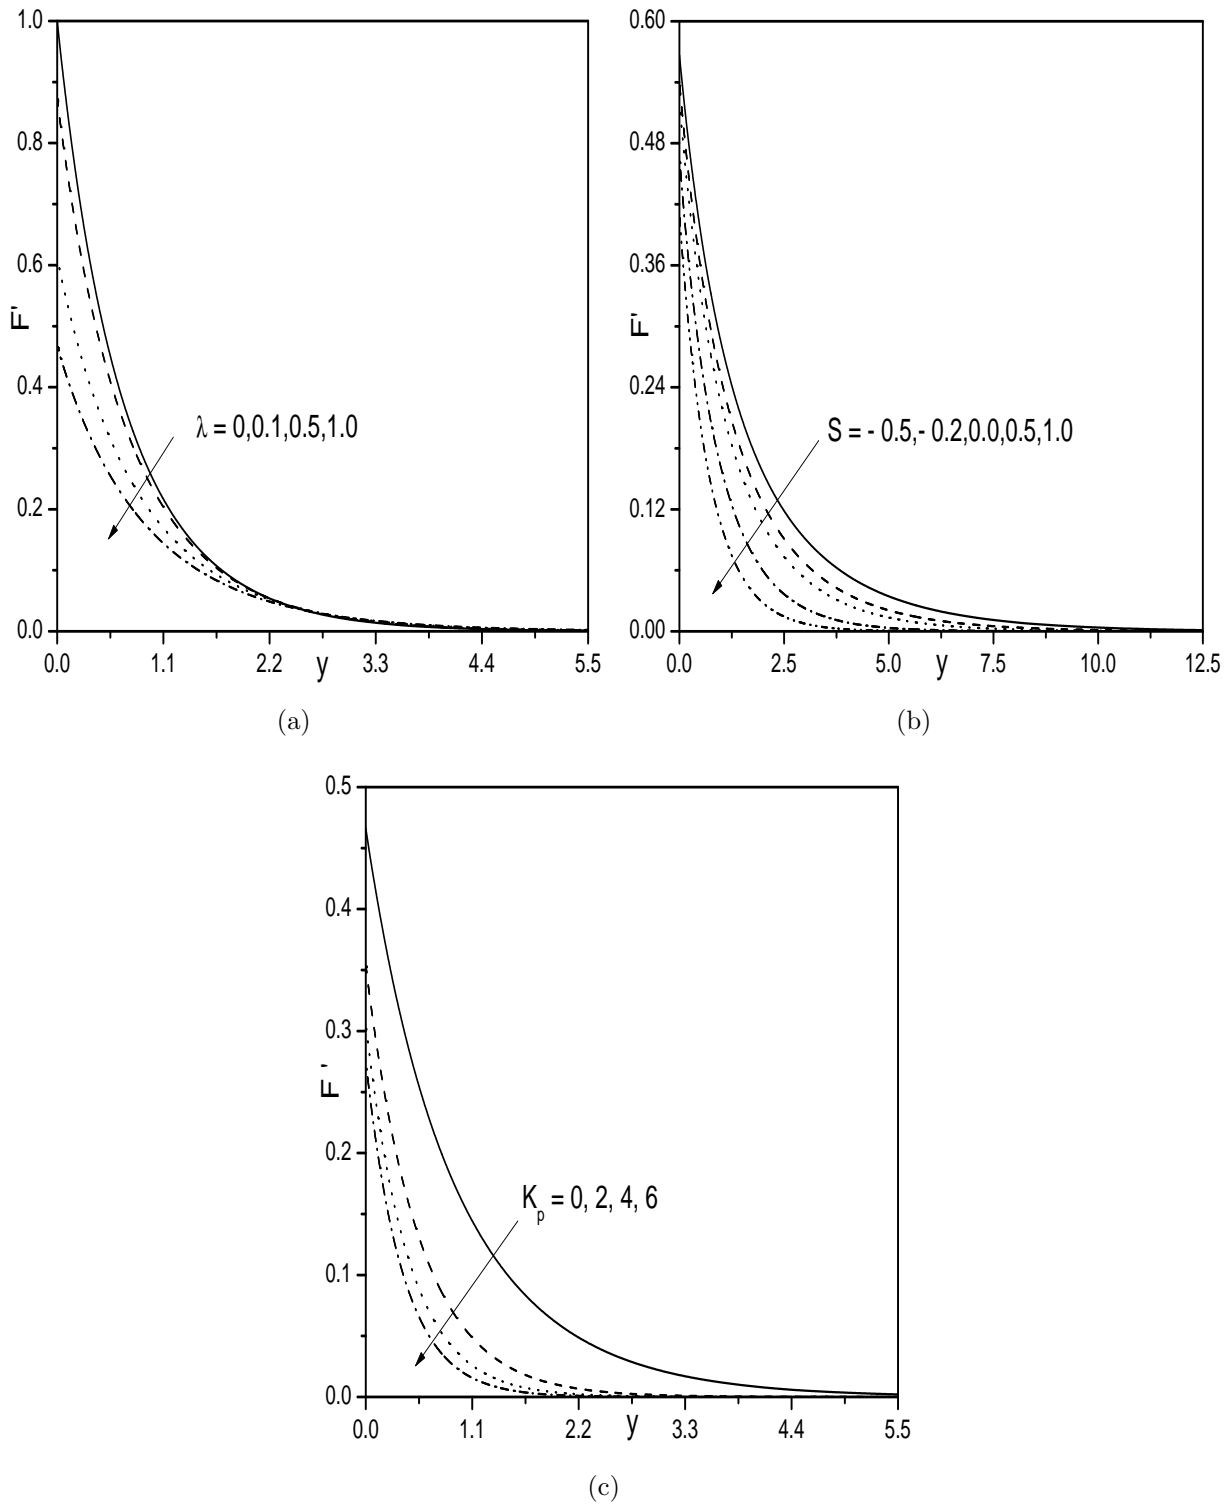 1.0
0.8
0.6
0.4
0.2
0.0
F'
λ = 0,0.1,0.5,1.0
0.0 1.1 2.2 3.3 4.4 5.5
y
(a)
0.60
0.48
0.36
0.24
0.12
0.00
F'
S = - 0.5,- 0.2,0.0,0.5,1.0
0.0 2.5 5.0 7.5 10.0 12.5
y
(b)
0.5
0.4
0.3
0.2
0.1
0.0
F '
Kp = 0, 2, 4, 6
0.0 1.1 2.2 3.3 4.4 5.5
y
(c)